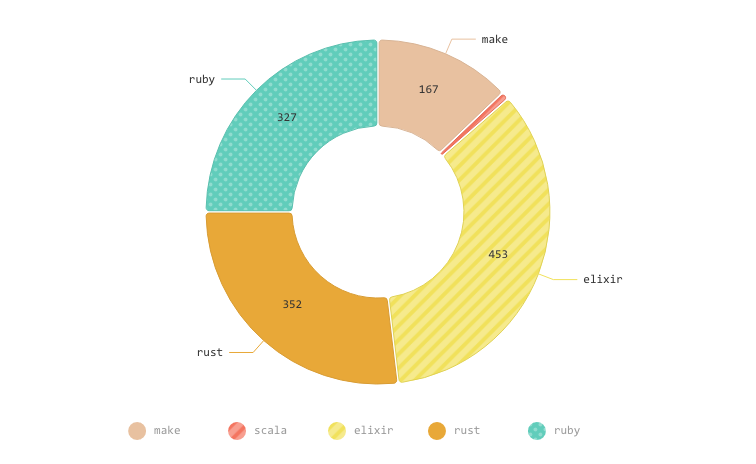 make
ruby
167
327
453
elixir
352
rust
make scala elixir rust ruby